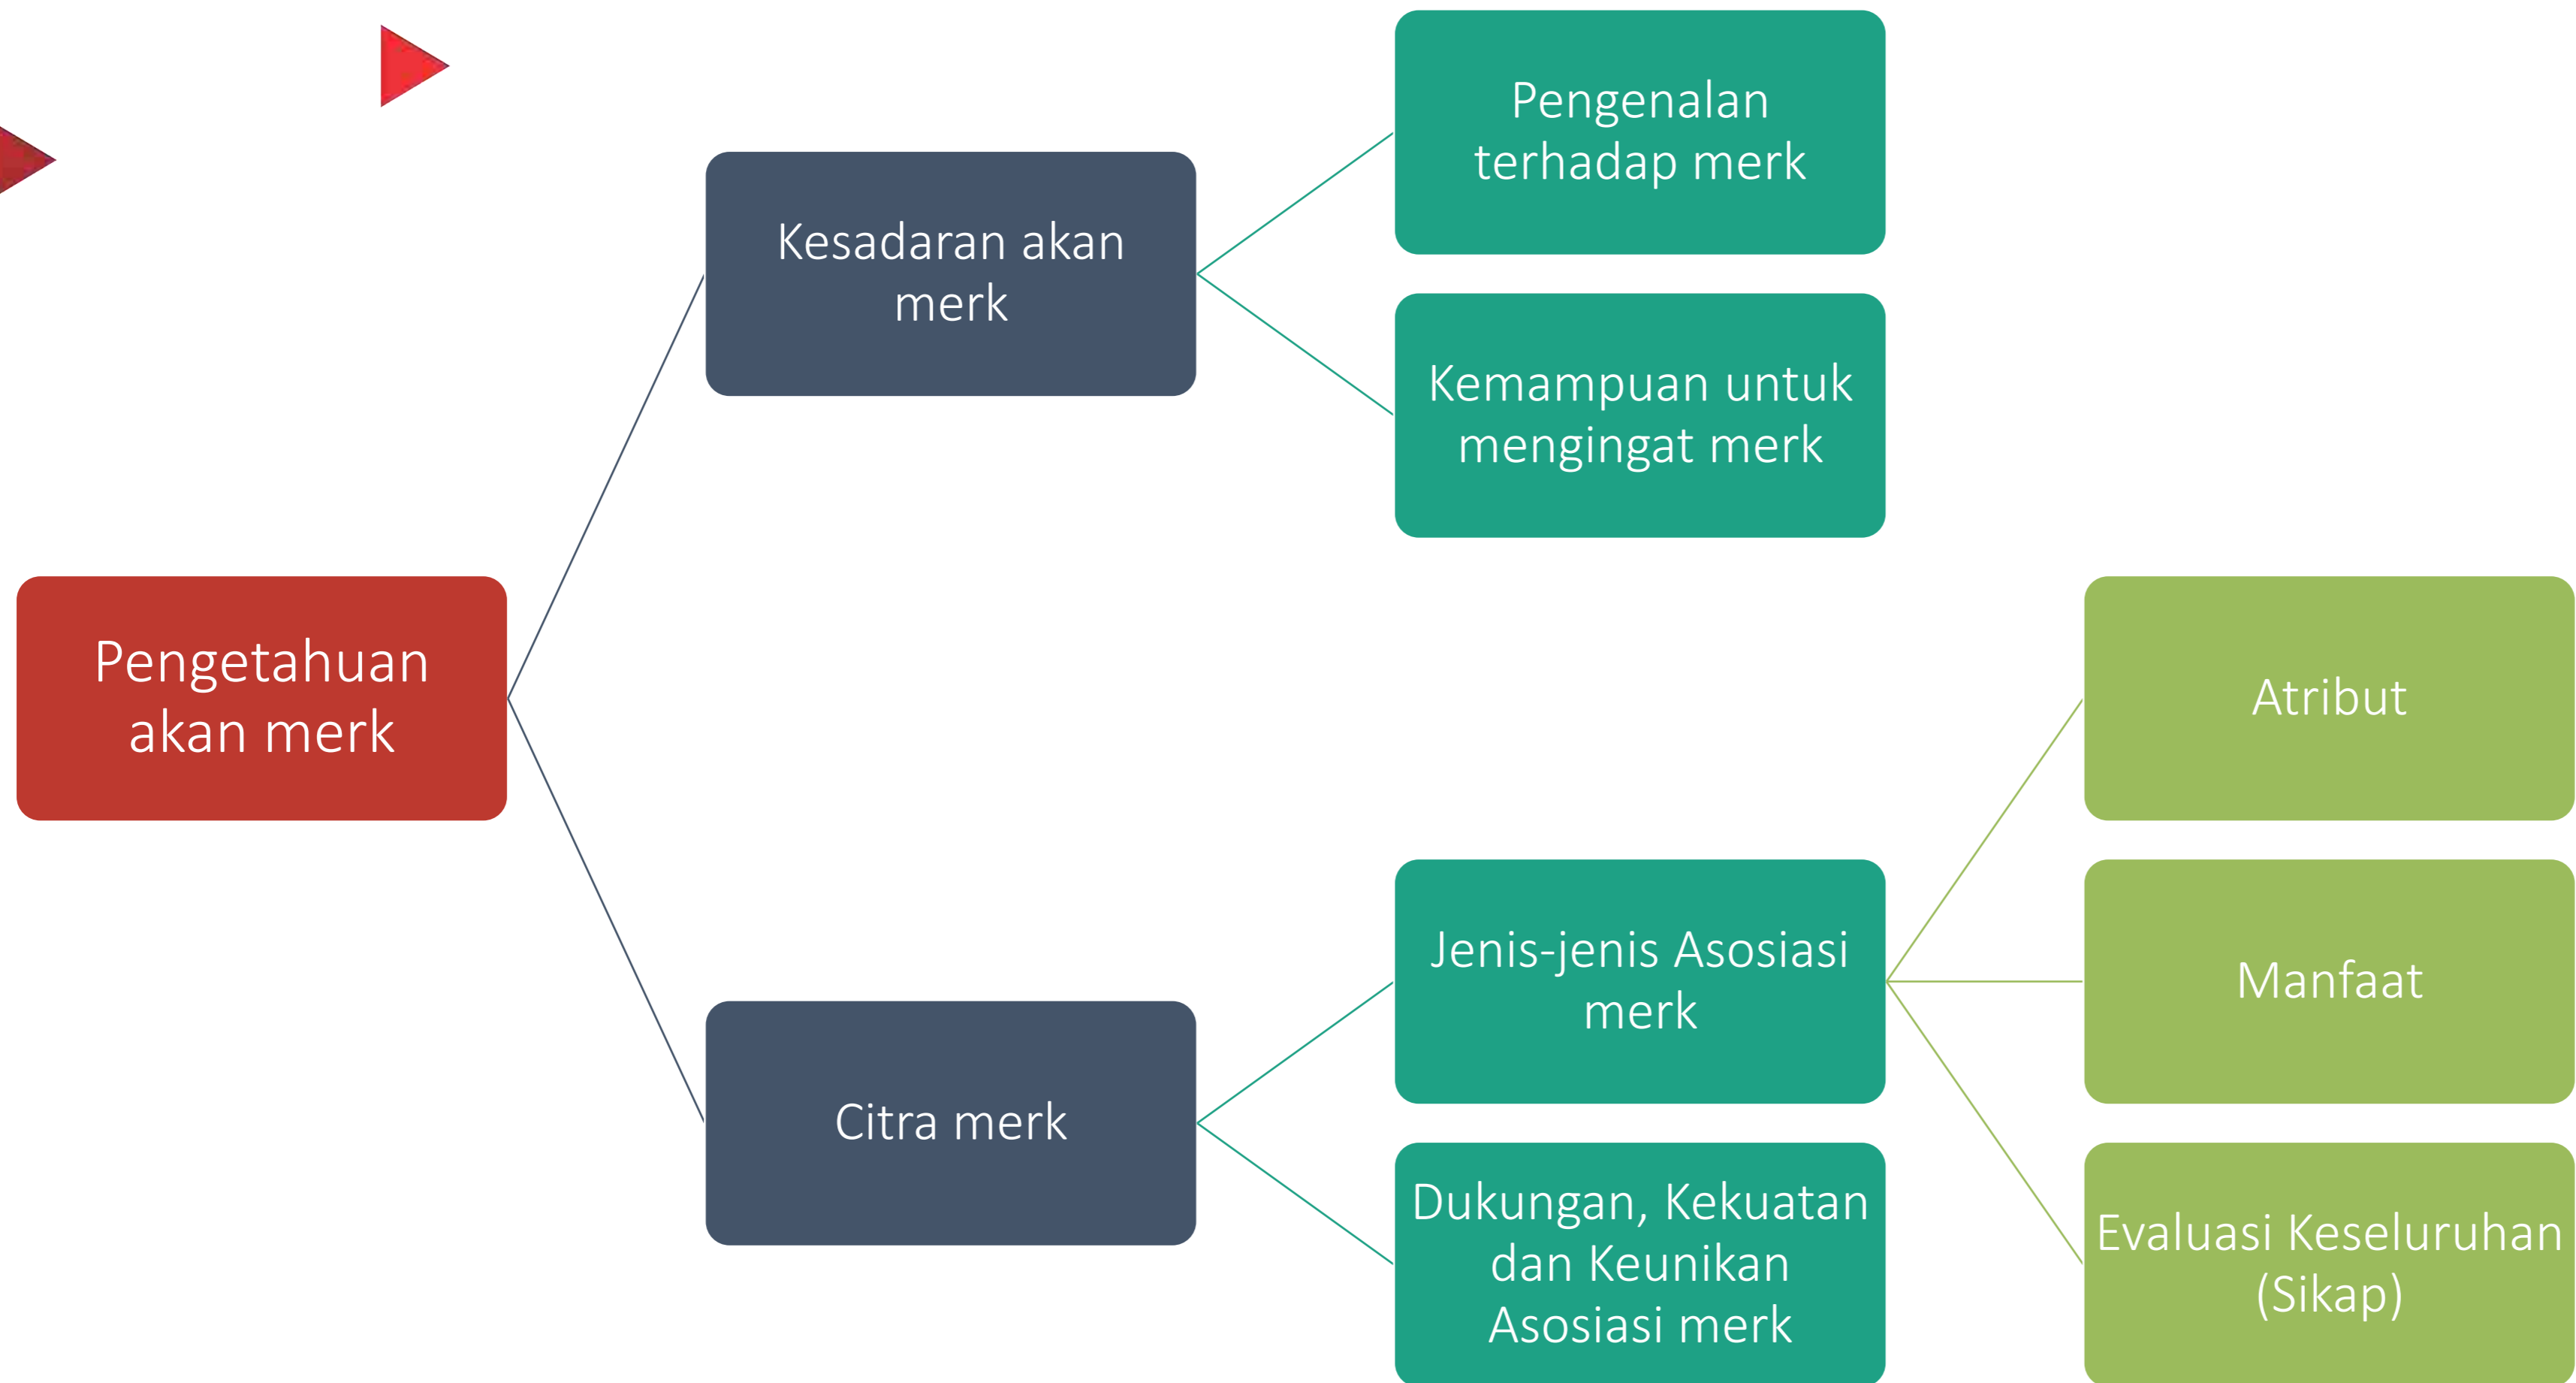 Pengetahuan
akan merk
Kesadaran akan
merk
Pengenalan
terhadap merk
Kemampuan untuk
mengingat merk
Citra merk
Jenis-jenis Asosiasi
merk
Atribut
Manfaat
Evaluasi Keseluruhan
(Sikap)
Dukungan, Kekuatan
dan Keunikan
Asosiasi merk